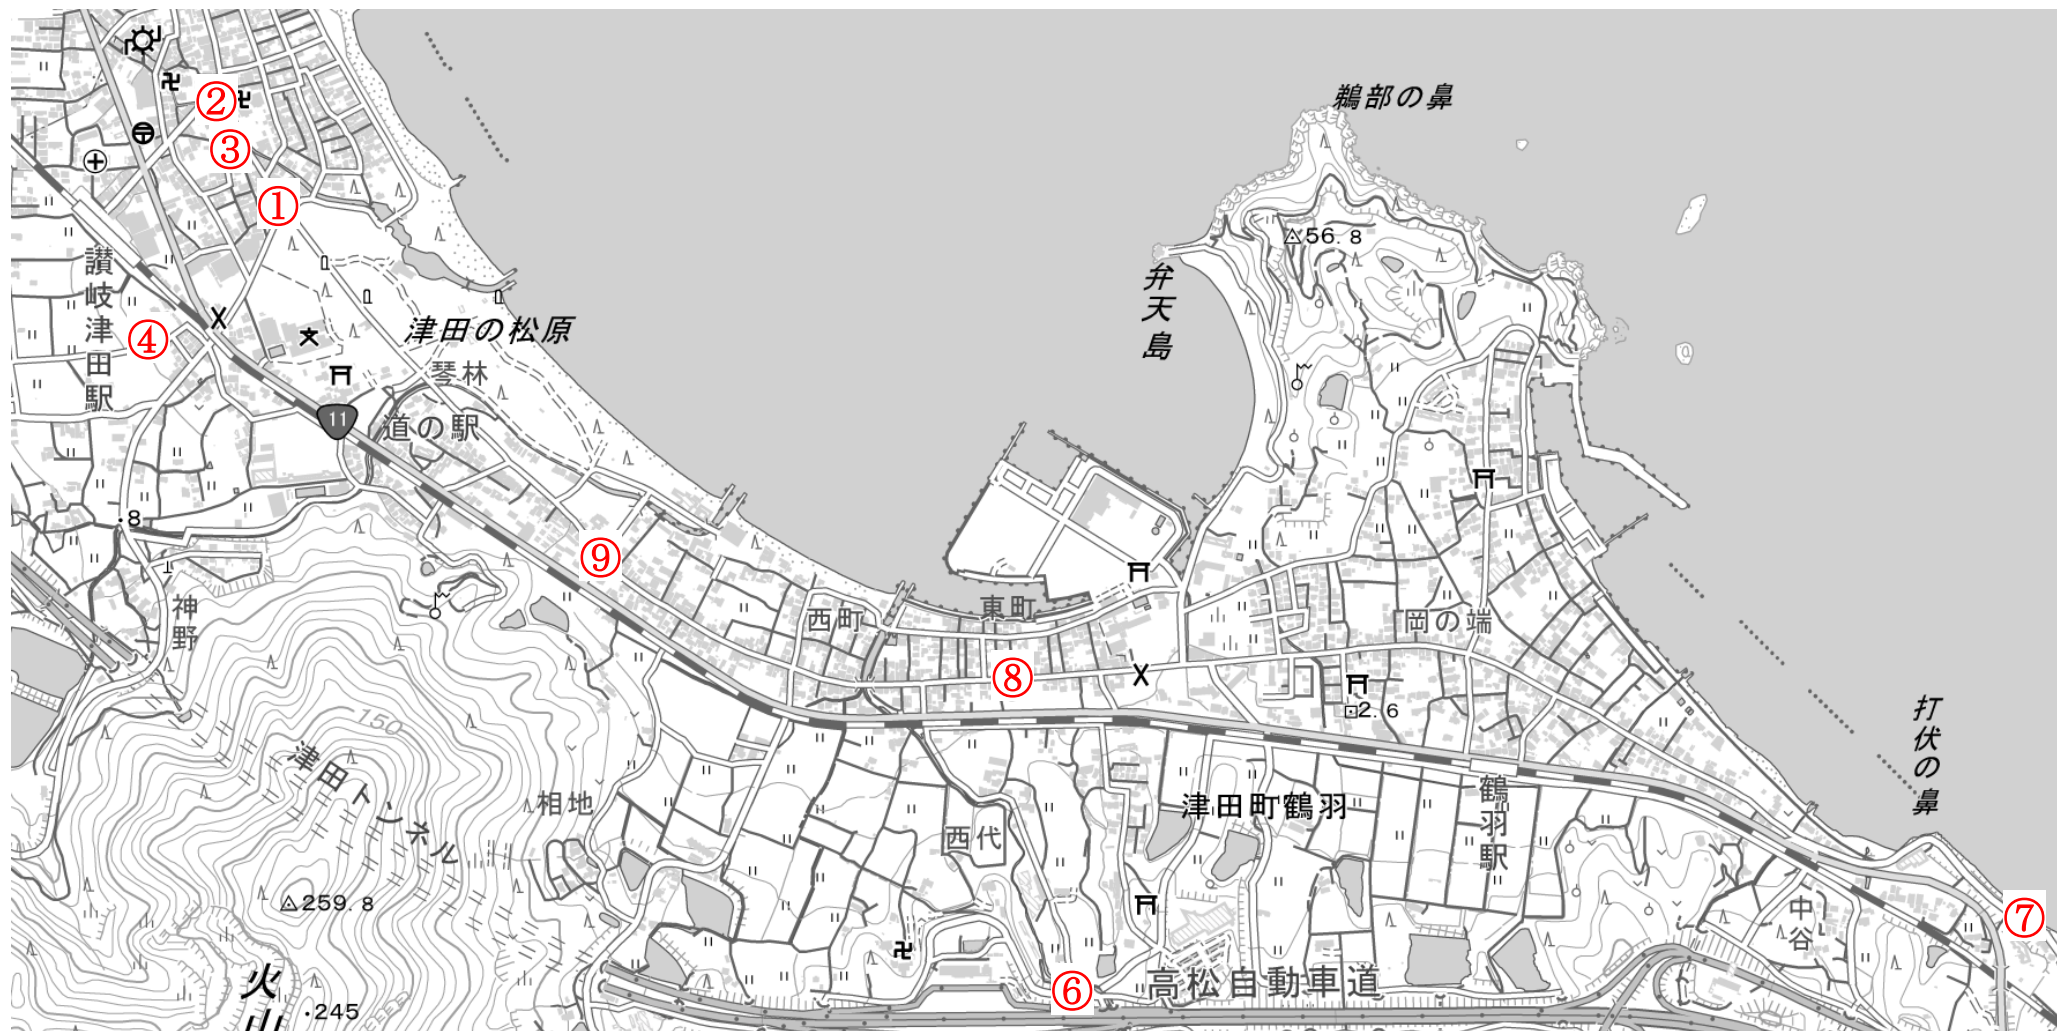 鵜部の鼻
②
③
①
56.8
讃岐津田駅
弁天島
④
津田の松原
琴林
11
道の駅
8
⑨
神野
西町
東町
岡の端
⑧
2.6
150
打伏の鼻
津田トンネル
相地
津田町鶴羽
鶴羽駅
西代
259.8
中谷
⑦
火山
245
⑥
高松自動車道